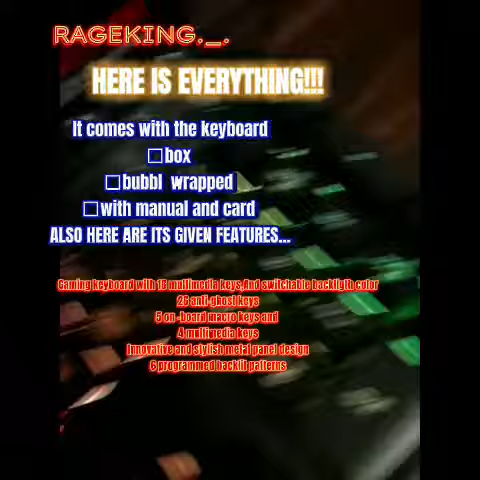 RAGEKING._.
HERE IS EVERYTHING!!!
It comes with the keyboard
□box
□bubbl wrapped
□with manual and card
ALSO HERE ARE ITS GIVEN FEATURES...
Gaming keyboard with 18 multimedia keys,And switchable backligth color
26 anti-ghost keys
5 on-board macro keys and
4 multimedia keys
Innovative and stylish metal panel design
6 programmed backlit patterns